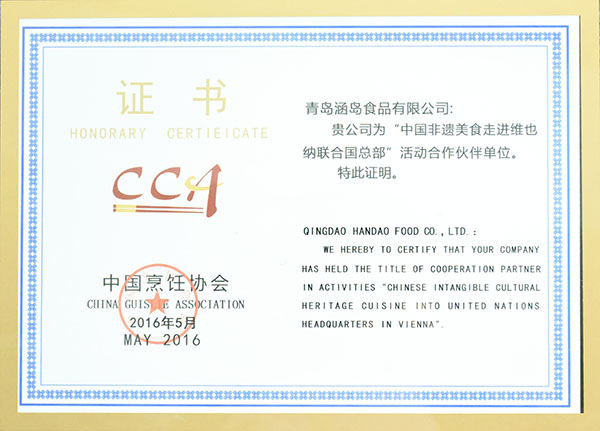 证书
HONORARY CERTIEICATE
CCA
中国烹饪协会
CHINA GUISINE ASSOCIATION
2016年5月
MAY 2016
青岛涵岛食品有限公司:
贵公司为“中国非遗美食走进维也
纳联合国总部”活动合作伙伴单位。
特此证明。
QINGDAO HANDAO FOOD CO., LTD.:
WE HEREBY TO CERTIFY THAT YOUR COMPANY
HAS HELD THE TITLE OF COOPERATION PARTNER
IN ACTIVITIES "CHINESE INTANGIBLE CULTURAL
HERITAGE CUISINE INTO UNITED NATIONS
HEADQUARTERS IN VIENNA".